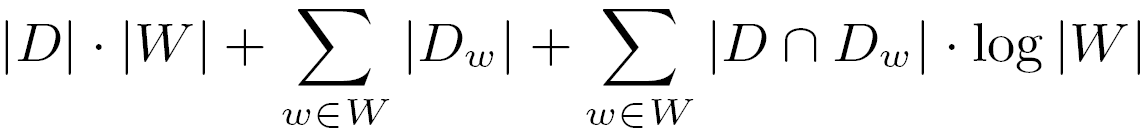 |D| · |W| + ∑_{w∈W} |D_w| + ∑_{w∈W} |D ∩ D_w| · log |W|